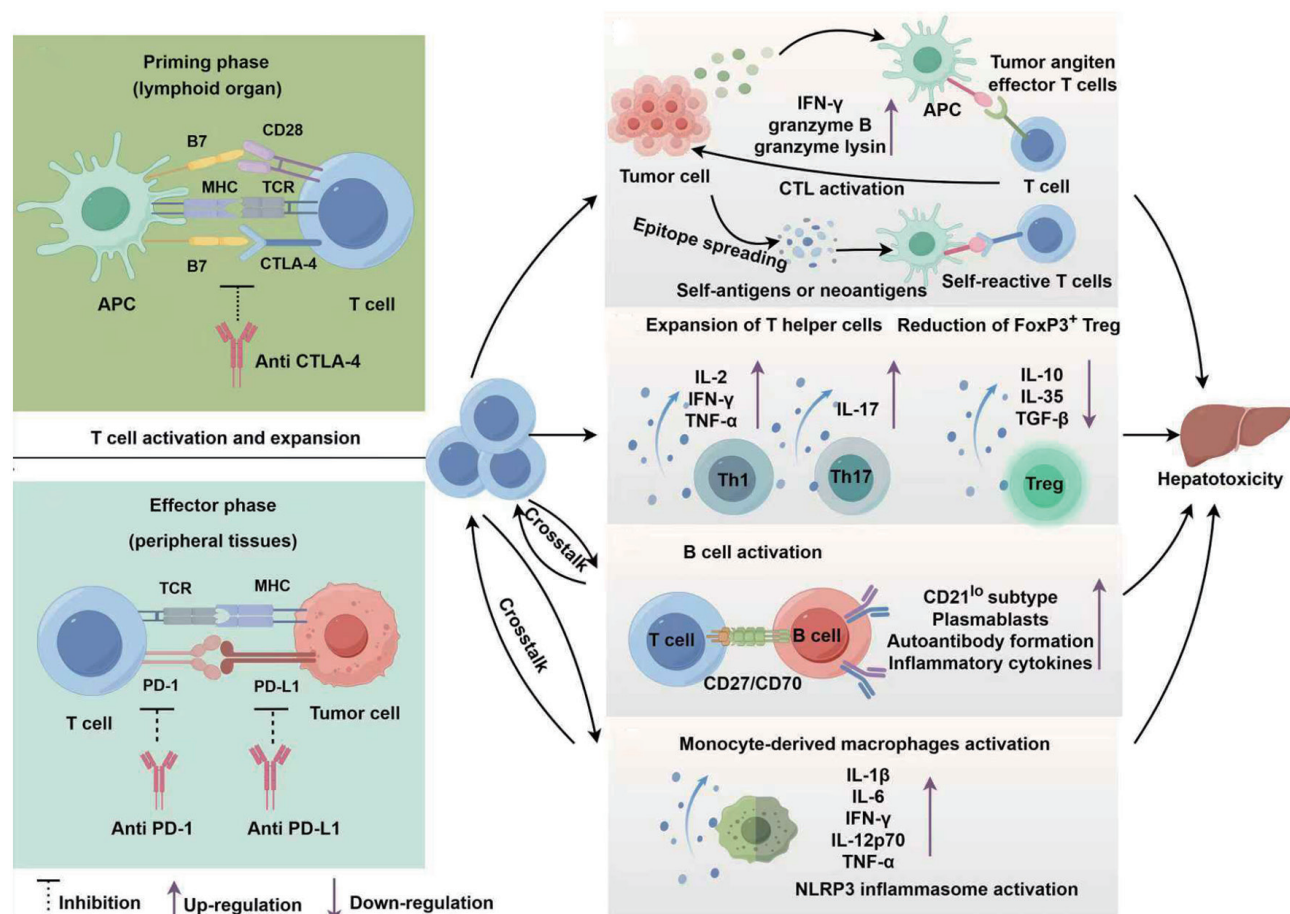 Priming phase
(lymphoid organ)
B7
CD28
MHC
TCR
B7
CTLA-4
APC
T cell
Anti CTLA-4
T cell activation and expansion
Effector phase
(peripheral tissues)
TCR
MHC
PD-1
PD-L1
T cell
Tumor cell
Anti PD-1
Anti PD-L1
Inhibition
Up-regulation
Down-regulation
Crosstalk
Crosstalk
Tumor cell
IFN-γ
granzyme B
granzyme lysin
APC
Tumor angiten
effector T cells
T cell
CTL activation
Epitope spreading
Self-antigens or neoantigens
Self-reactive T cells
Expansion of T helper cells
Reduction of FoxP3⁺ Treg
IL-2
IFN-γ
TNF-α
IL-17
IL-10
IL-35
TGF-β
Th1
Th17
Treg
B cell activation
T cell
B cell
CD27/CD70
CD21ˡᵒ subtype
Plasmablasts
Autoantibody formation
Inflammatory cytokines
Monocyte-derived macrophages activation
IL-1β
IL-6
IFN-γ
IL-12p70
TNF-α
NLRP3 inflammasome activation
Hepatotoxicity